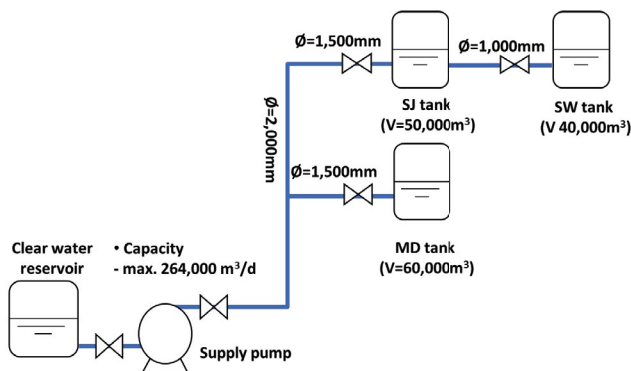 Ø=1,500mm
Ø=1,000mm
SJ tank
(V=50,000m³)
SW tank
(V 40,000m³)
Ø=2,000mm
Ø=1,500mm
MD tank
(V=60,000m³)
Clear water
reservoir
• Capacity
- max. 264,000 m³/d
Supply pump